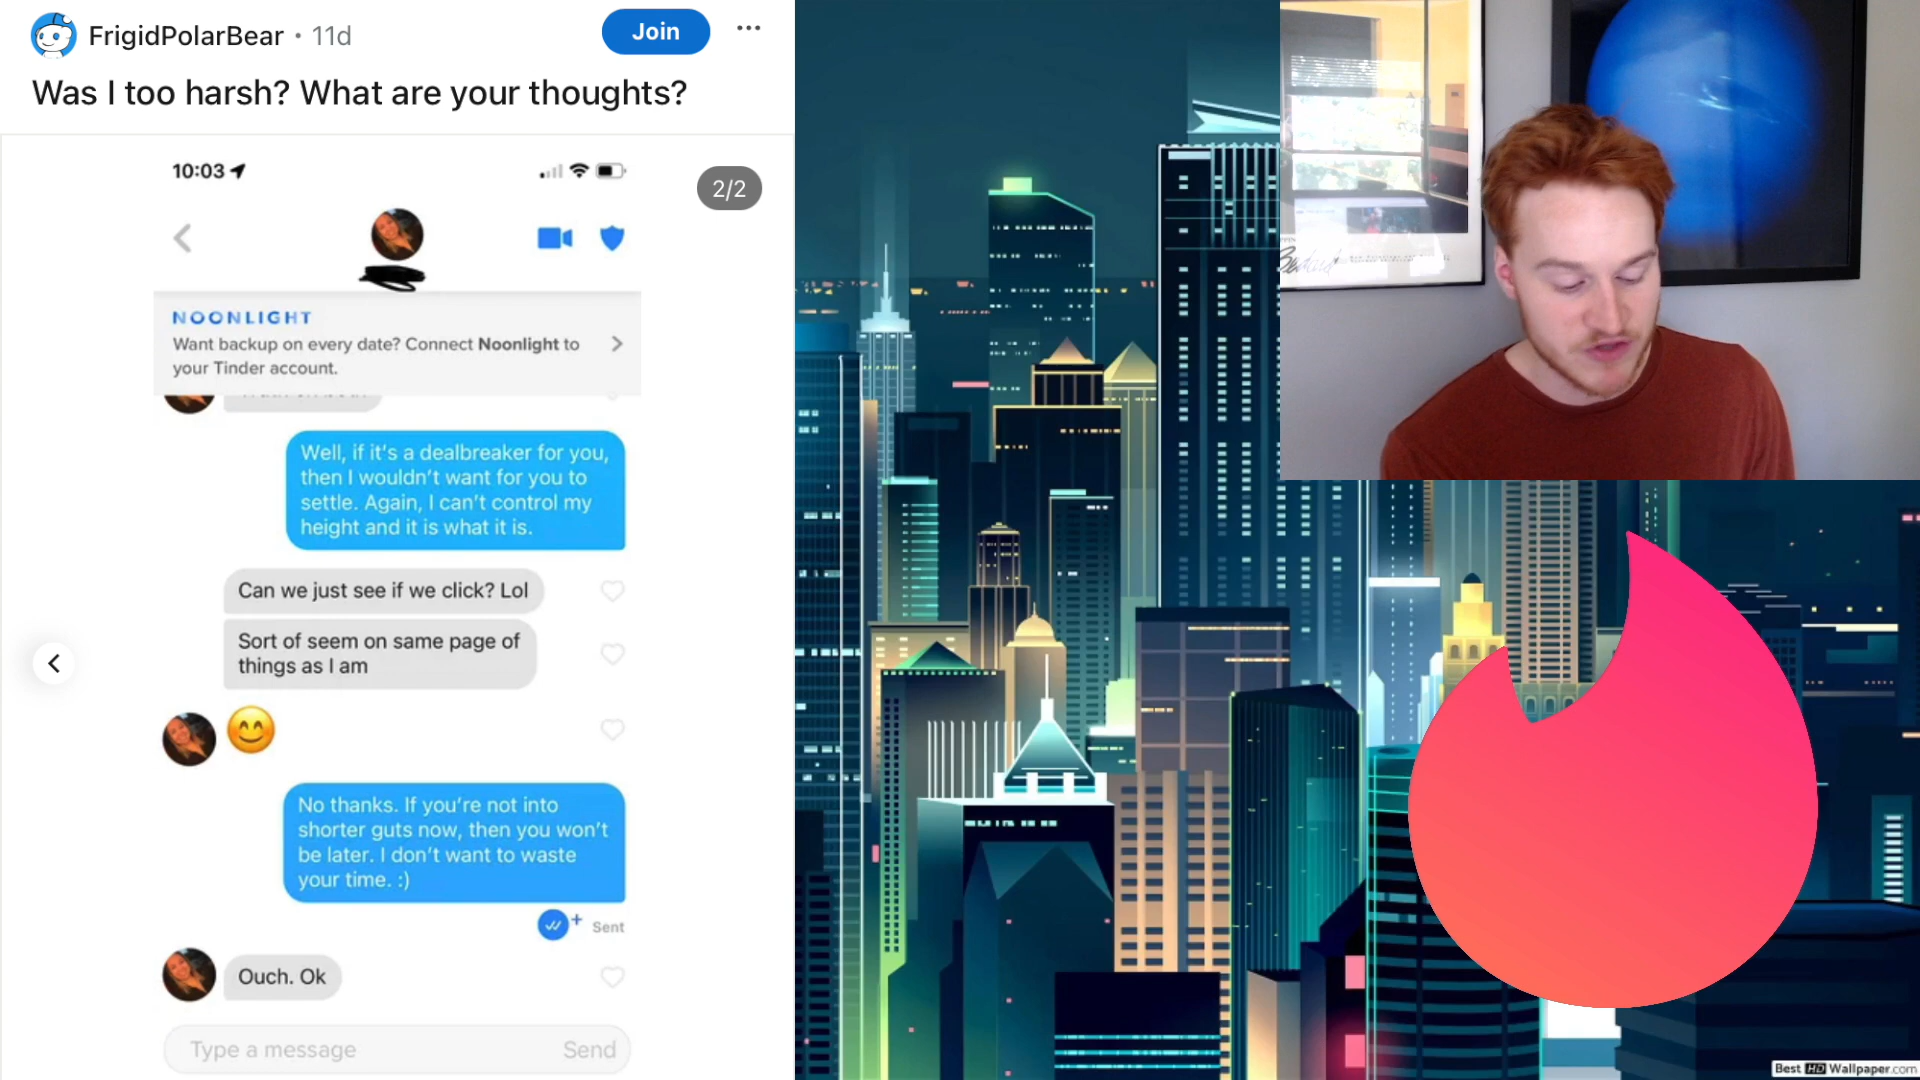 FrigidPolarBear • 11d
Join
Was I too harsh? What are your thoughts?
10:03
2/2
NOONLIGHT
Want backup on every date? Connect Noonlight to
your Tinder account.
Well, if it's a dealbreaker for you,
then I wouldn't want for you to
settle. Again, I can't control my
height and it is what it is.
Can we just see if we click? Lol
Sort of seem on same page of
things as I am
No thanks. If you're not into
shorter guts now, then you won't
be later. I don't want to waste
your time. :)
Sent
Ouch. Ok
Type a message
Send
Best HD Wallpaper.com